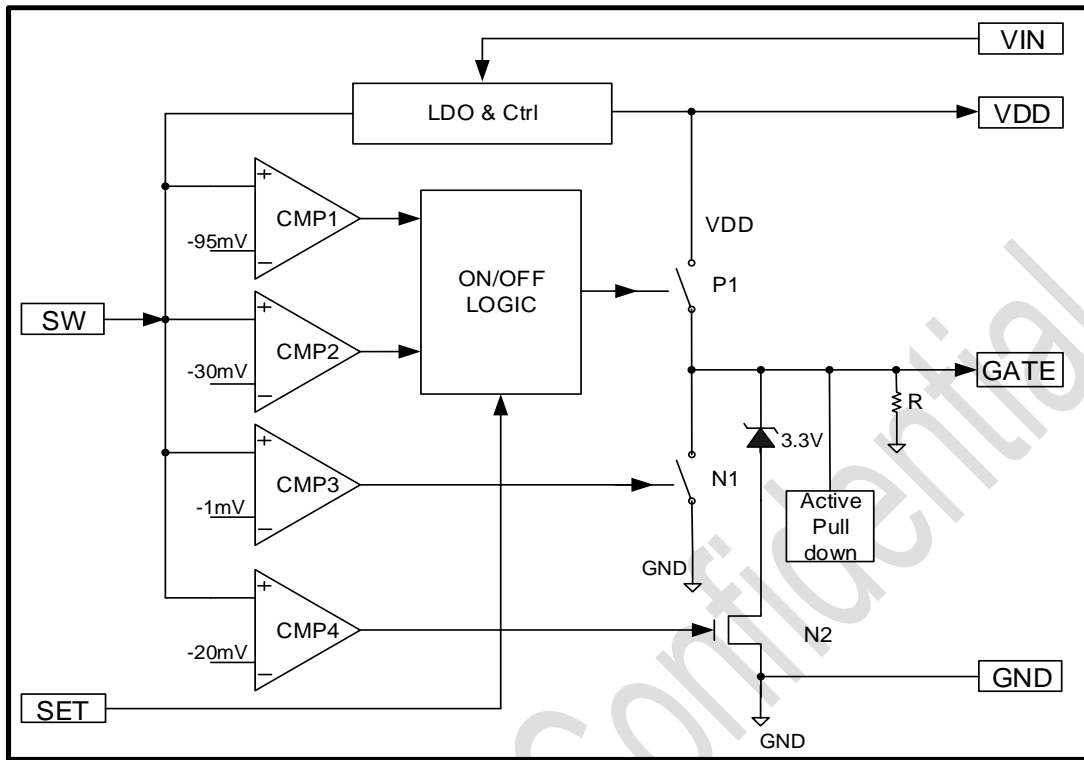 VIN
LDO & Ctrl
VDD
+
CMP1
-95mV
−
VDD
ON/OFF
LOGIC
P1
SW
+
CMP2
-30mV
−
GATE
R
3.3V
+
CMP3
-1mV
−
N1
Active
Pull
down
GND
+
CMP4
-20mV
−
N2
GND
SET
GND
Confidential